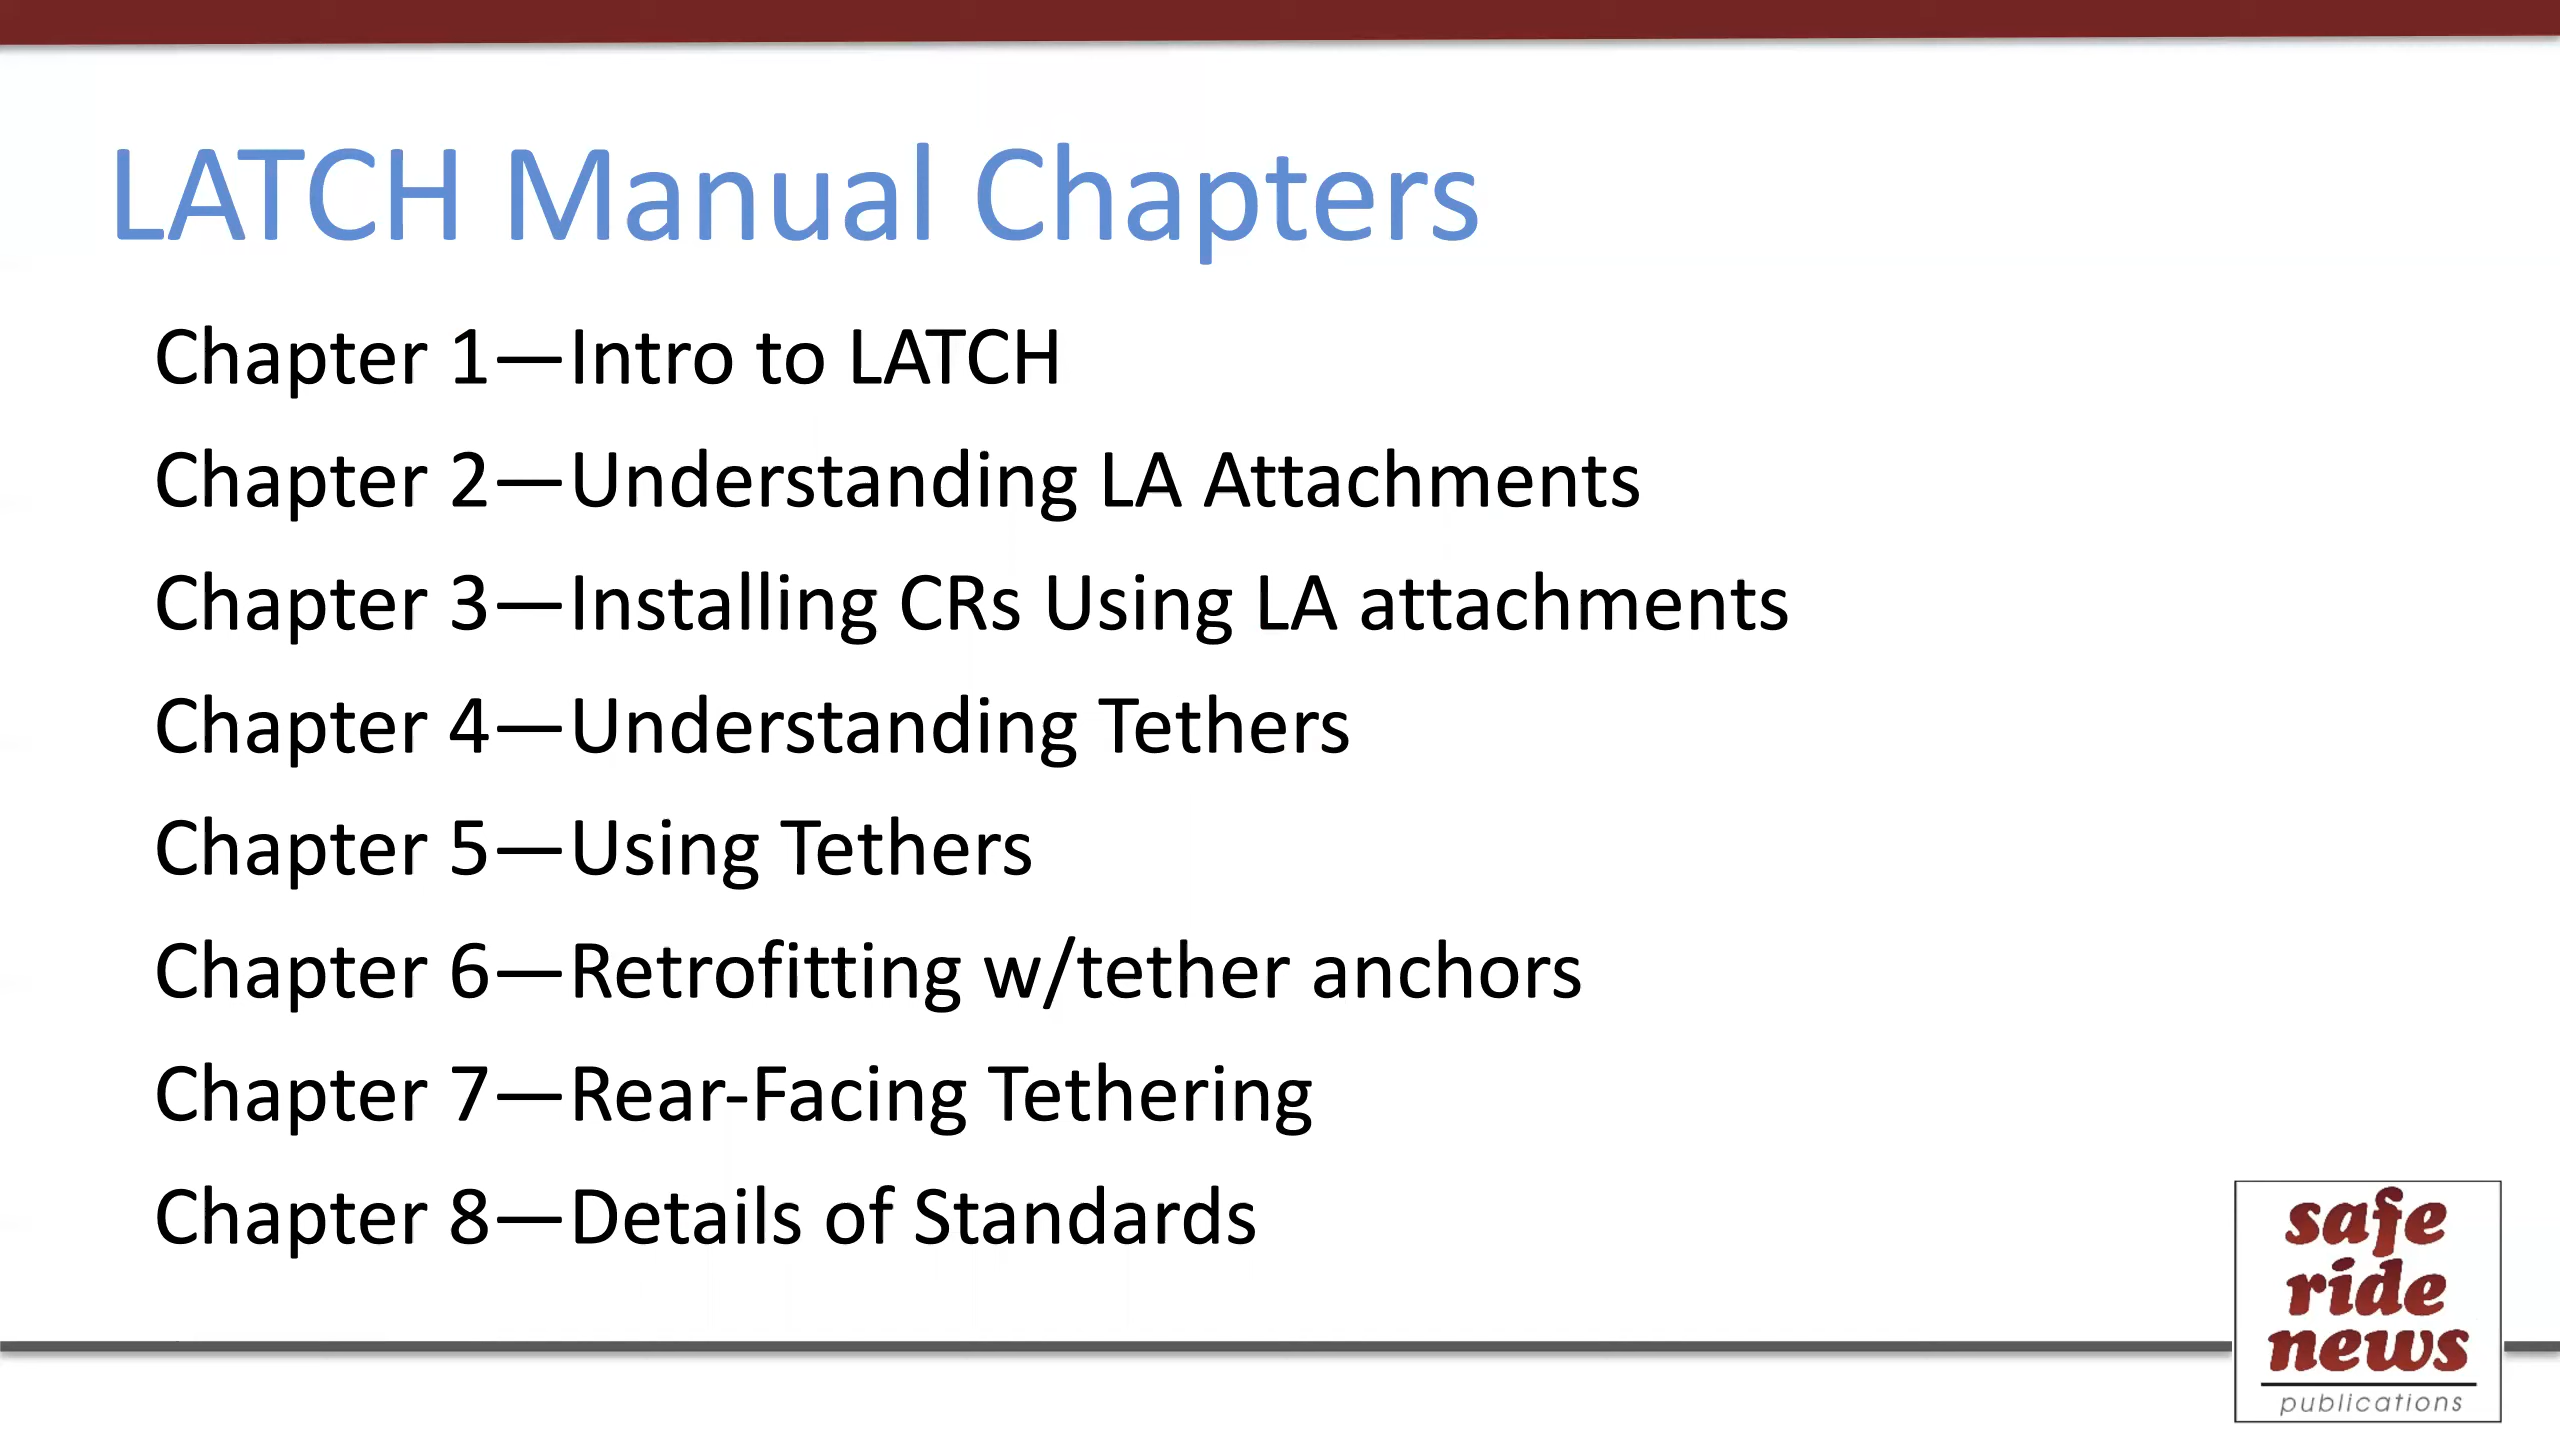 LATCH Manual Chapters
Chapter 1—Intro to LATCH
Chapter 2—Understanding LA Attachments
Chapter 3—Installing CRs Using LA attachments
Chapter 4—Understanding Tethers
Chapter 5—Using Tethers
Chapter 6—Retrofitting w/tether anchors
Chapter 7—Rear-Facing Tethering
Chapter 8—Details of Standards
safe
ride
news
publications